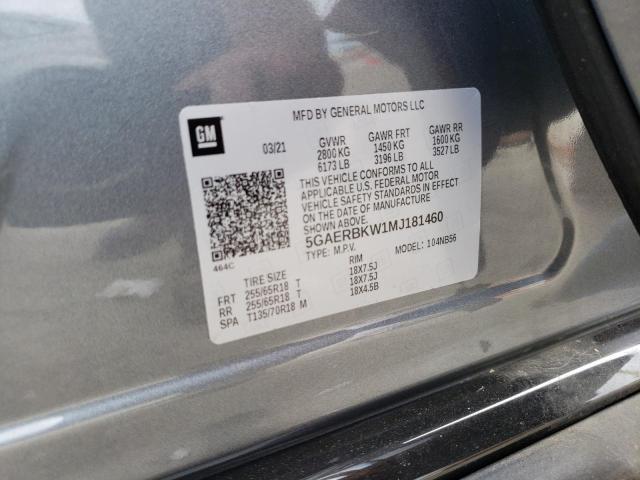 MFD BY GENERAL MOTORS LLC
GM
03/21
GVWR GAWR FRT GAWR RR
2800 KG 1450 KG 1600 KG
6173 LB 3196 LB 3527 LB
THIS VEHICLE CONFORMS TO ALL
APPLICABLE U.S. FEDERAL MOTOR
VEHICLE SAFETY STANDARDS IN EFFECT
ON THE DATE OF MANUFACTURE
5GAERBKW1MJ181460
TYPE: M.P.V. MODEL: 104NB56
464C
TIRE SIZE RIM
FRT 255/65R18 T 18X7.5J
RR 255/65R18 T 18X7.5J
SPA T135/70R18 M 18X4.5B